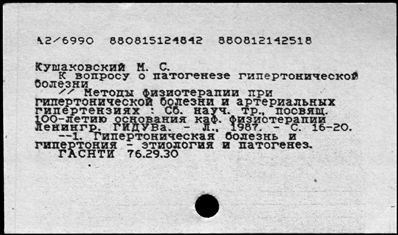 А2/6990 880815124842 880812142518
Кушаковский М. С.
К вопросу о патогенезе гипертонической
болезни
// Методы физиотерапии при
гипертонической болезни и артериальных
гипертензиях : Сб. науч. тр., посвящ.
100-летию основания каф. физиотерапии
Ленингр. ГИДУВа. - Л., 1987. - С. 16-20.
--1. Гипертоническая болезнь и
гипертония - этиология и патогенез.
ГАСНТИ 76.29.30